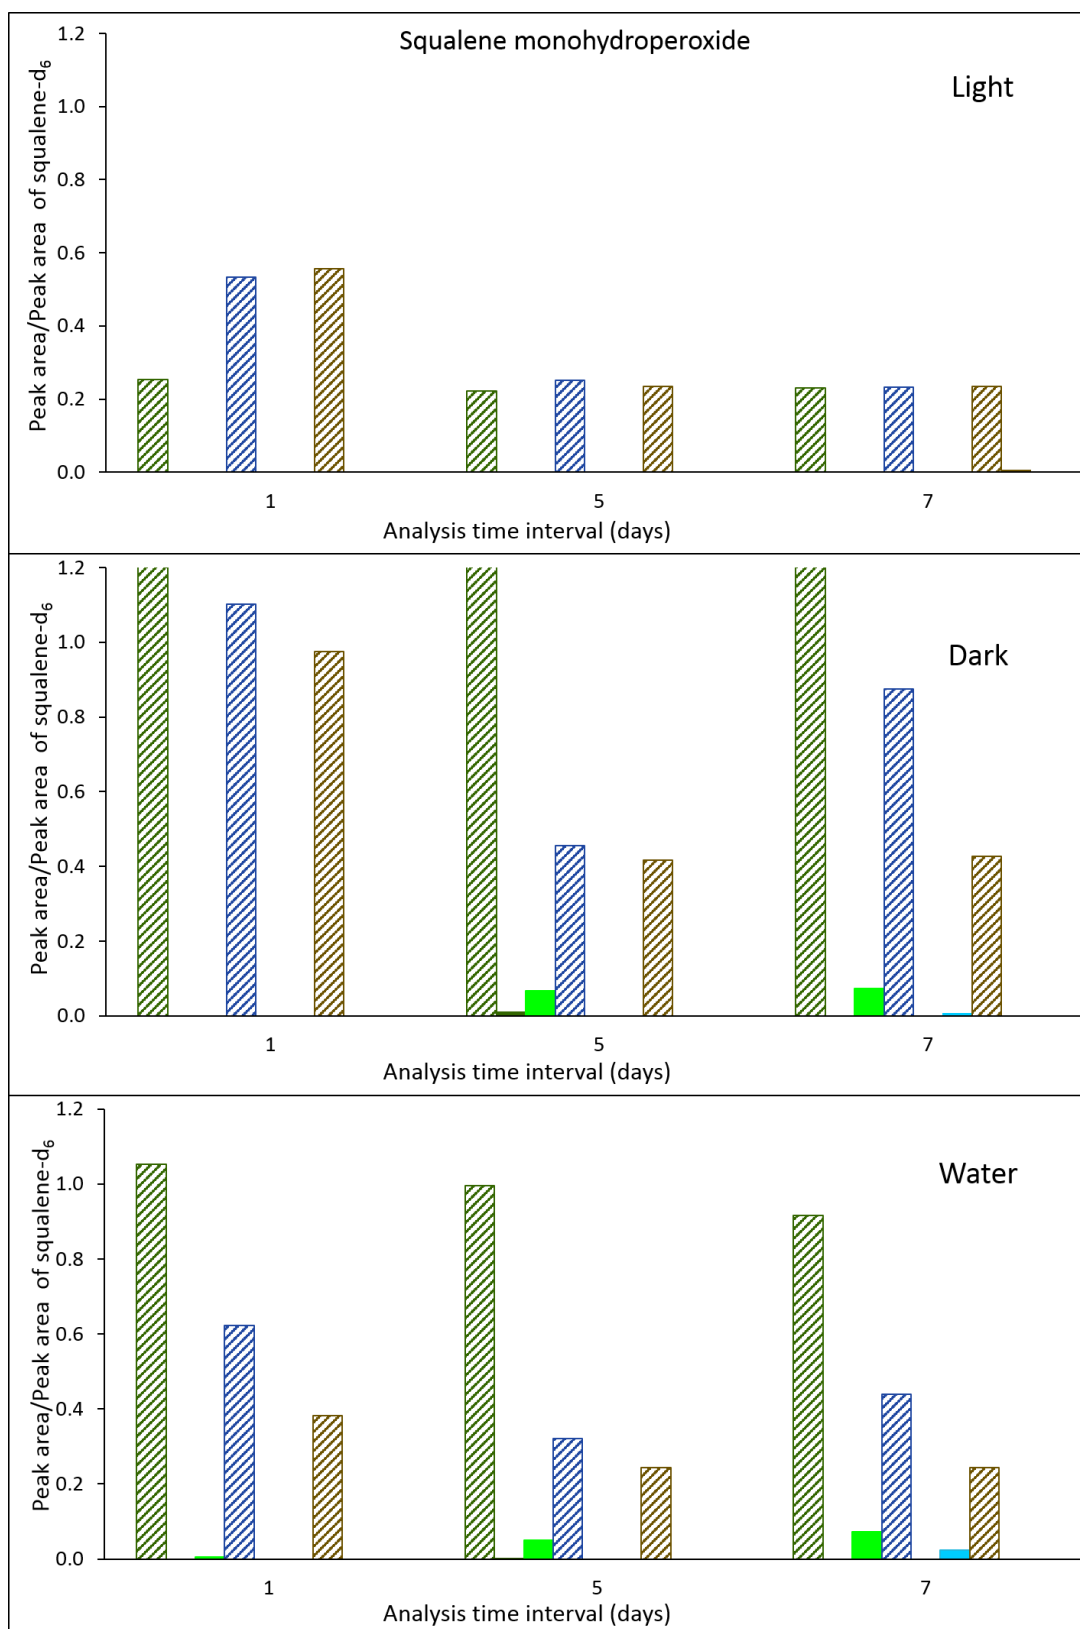 Squalene monohydroperoxide
Light
Peak area/Peak area of squalene-d₆
1.2
1.0
0.8
0.6
0.4
0.2
0.0
1 5 7
Analysis time interval (days)
Dark
Peak area/Peak area of squalene-d₆
1.2
1.0
0.8
0.6
0.4
0.2
0.0
1 5 7
Analysis time interval (days)
Water
Peak area/Peak area of squalene-d₆
1.2
1.0
0.8
0.6
0.4
0.2
0.0
1 5 7
Analysis time interval (days)